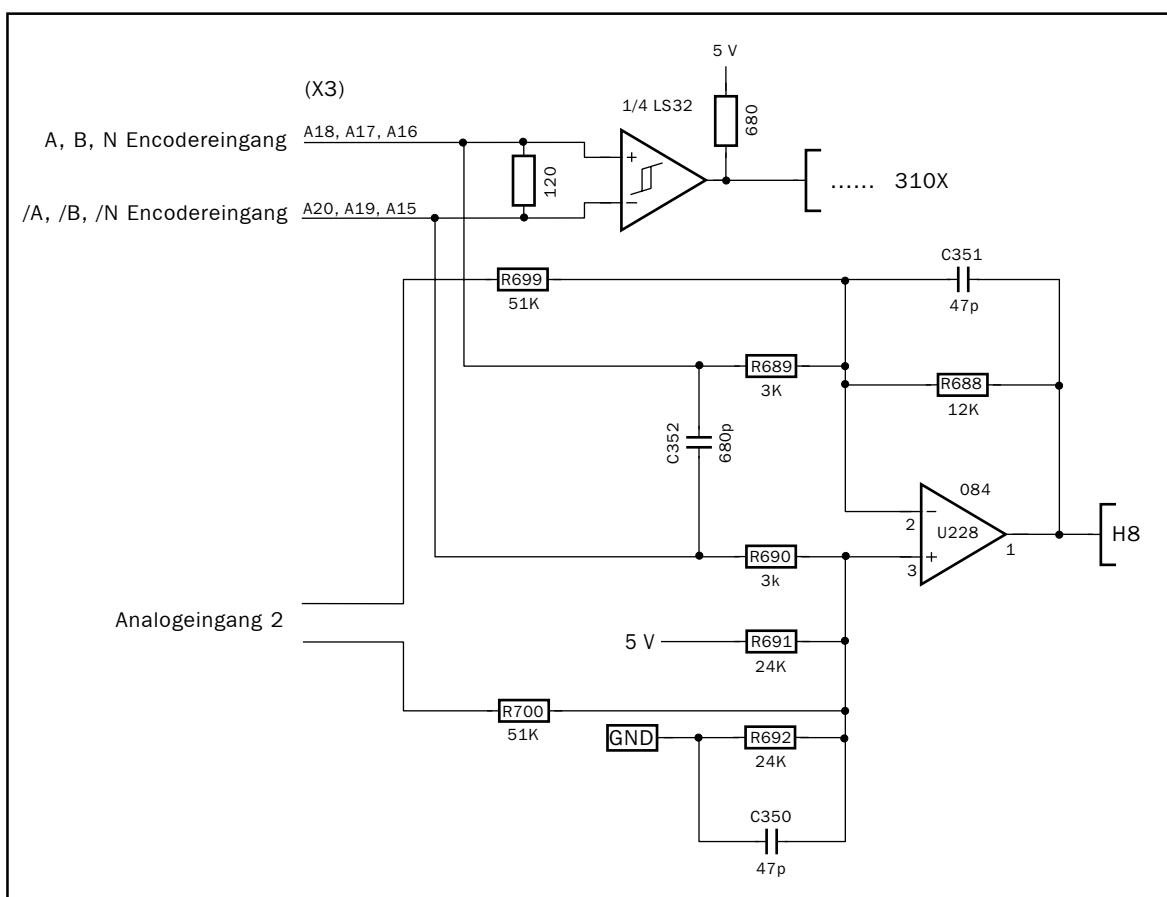 (X3)
5 V
1/4 LS32
680
A, B, N Encodereingang
A18, A17, A16
+
120
...... 310X
/A, /B, /N Encodereingang
A20, A19, A15
−
R699
51K
C351
47p
R689
3K
R688
12K
C352
680p
084
2
−
U228
1
H8
+
3
R690
3k
Analogeingang 2
5 V
R691
24K
R700
51K
GND
R692
24K
C350
47p